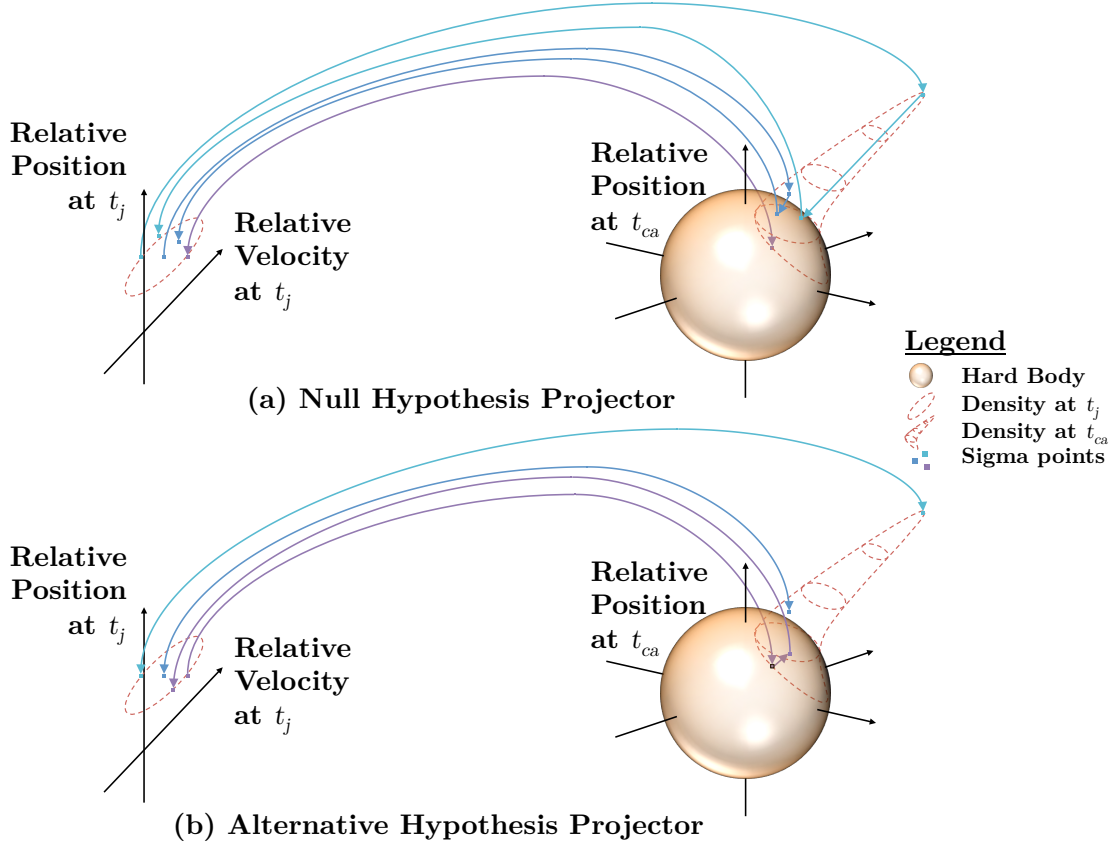 Relative
Position
at t_j
Relative
Velocity
at t_j
Relative
Position
at t_ca
(a) Null Hypothesis Projector
Legend
Hard Body
Density at t_j
Density at t_ca
Sigma points
Relative
Position
at t_j
Relative
Velocity
at t_j
Relative
Position
at t_ca
(b) Alternative Hypothesis Projector